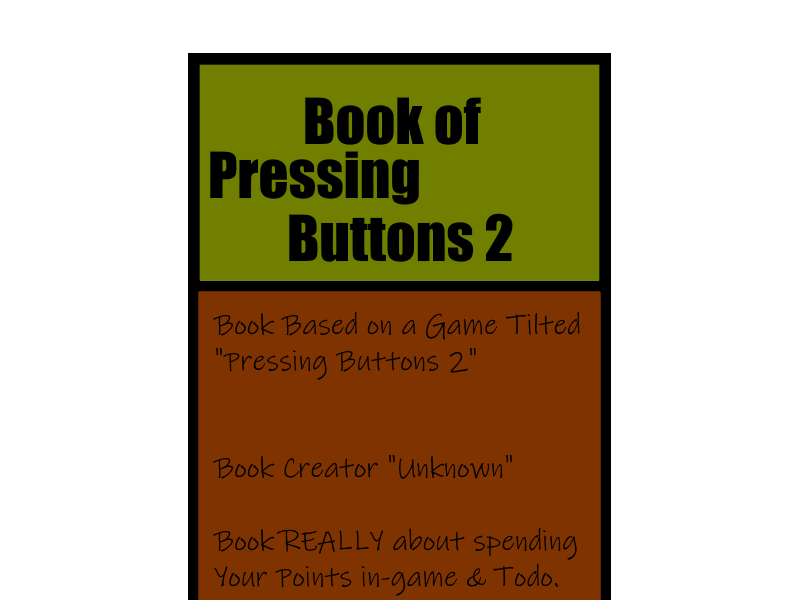 Book of
Pressing
Buttons 2
Book Based on a Game Tilted
"Pressing Buttons 2"
Book Creator "Unknown"
Book REALLY about spending
Your Points in-game & Todo.